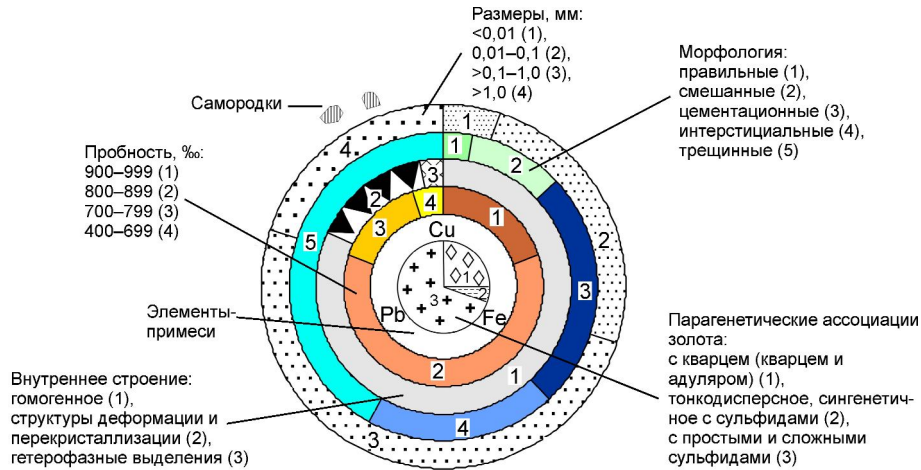 Размеры, мм:
<0,01 (1),
0,01–0,1 (2),
>0,1–1,0 (3),
>1,0 (4)
Морфология:
правильные (1),
смешанные (2),
цементационные (3),
интерстициальные (4),
трещинные (5)
Самородки
Пробность, ‰:
900–999 (1)
800–899 (2)
700–799 (3)
400–699 (4)
Элементы-
примеси
Внутреннее строение:
гомогенное (1),
структуры деформации и
перекристаллизации (2),
гетерофазные выделения (3)
Парагенетические ассоциации
золота:
с кварцем (кварцем и
адуляром) (1),
тонкодисперсное, сингенетич-
ное с сульфидами (2),
с простыми и сложными
сульфидами (3)
1
2
3
4
1
2
3
4
5
1
2
3
1
2
3
4
Cu
Pb
Fe
1
2
3